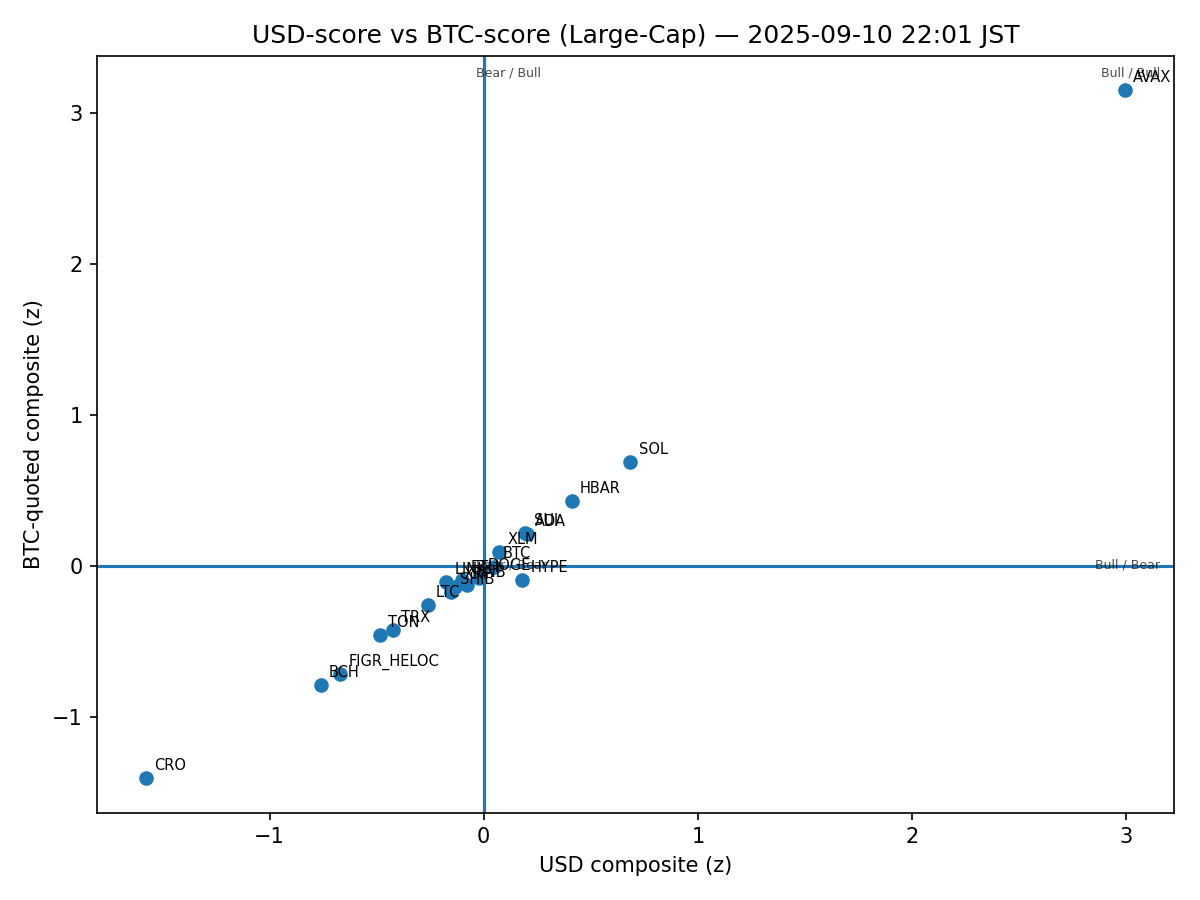 USD-score vs BTC-score (Large-Cap) — 2025-09-10 22:01 JST
Bear / Bull
Bull / Bull
AVAX
3
2
1
0
−1
BTC-quoted composite (z)
SOL
HBAR
SUI
ADA
XLM
BTC
DOGE
HYPE
Bull / Bear
SHIB
LTC
TRX
TON
FIGR_HELOC
BCH
CRO
−1
0
1
2
3
USD composite (z)